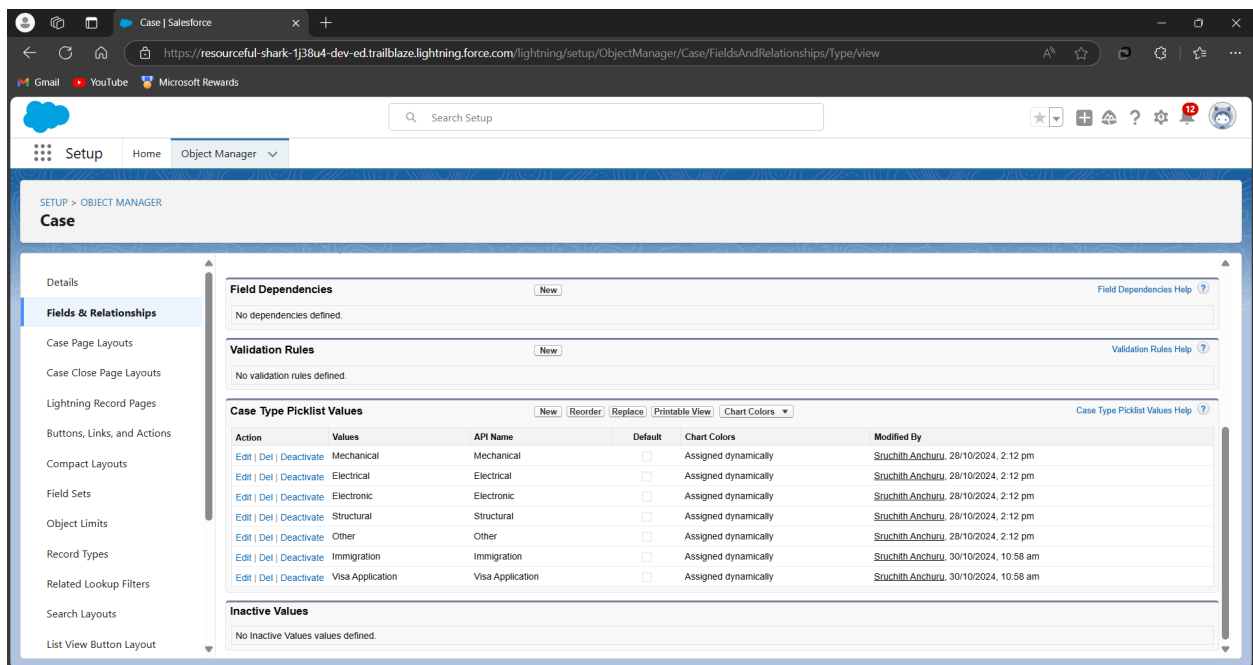 Case | Salesforce
https://resourceful-shark-1j38u4-dev-ed.trailblaze.lightning.force.com/lightning/setup/ObjectManager/Case/FieldsAndRelationships/Type/view
Gmail YouTube Microsoft Rewards
Search Setup
12
Setup Home Object Manager
SETUP > OBJECT MANAGER
Case
Details
Fields & Relationships
Case Page Layouts
Case Close Page Layouts
Lightning Record Pages
Buttons, Links, and Actions
Compact Layouts
Field Sets
Object Limits
Record Types
Related Lookup Filters
Search Layouts
List View Button Layout
Field Dependencies New Field Dependencies Help ?
No dependencies defined.
Validation Rules New Validation Rules Help ?
No validation rules defined.
Case Type Picklist Values New Reorder Replace Printable View Chart Colors Case Type Picklist Values Help ?
Action Values API Name Default Chart Colors Modified By
Edit | Del | Deactivate Mechanical Mechanical Assigned dynamically Sruchith Anchuru, 28/10/2024, 2:12 pm
Edit | Del | Deactivate Electrical Electrical Assigned dynamically Sruchith Anchuru, 28/10/2024, 2:12 pm
Edit | Del | Deactivate Electronic Electronic Assigned dynamically Sruchith Anchuru, 28/10/2024, 2:12 pm
Edit | Del | Deactivate Structural Structural Assigned dynamically Sruchith Anchuru, 28/10/2024, 2:12 pm
Edit | Del | Deactivate Other Other Assigned dynamically Sruchith Anchuru, 28/10/2024, 2:12 pm
Edit | Del | Deactivate Immigration Immigration Assigned dynamically Sruchith Anchuru, 30/10/2024, 10:58 am
Edit | Del | Deactivate Visa Application Visa Application Assigned dynamically Sruchith Anchuru, 30/10/2024, 10:58 am
Inactive Values
No Inactive Values values defined.